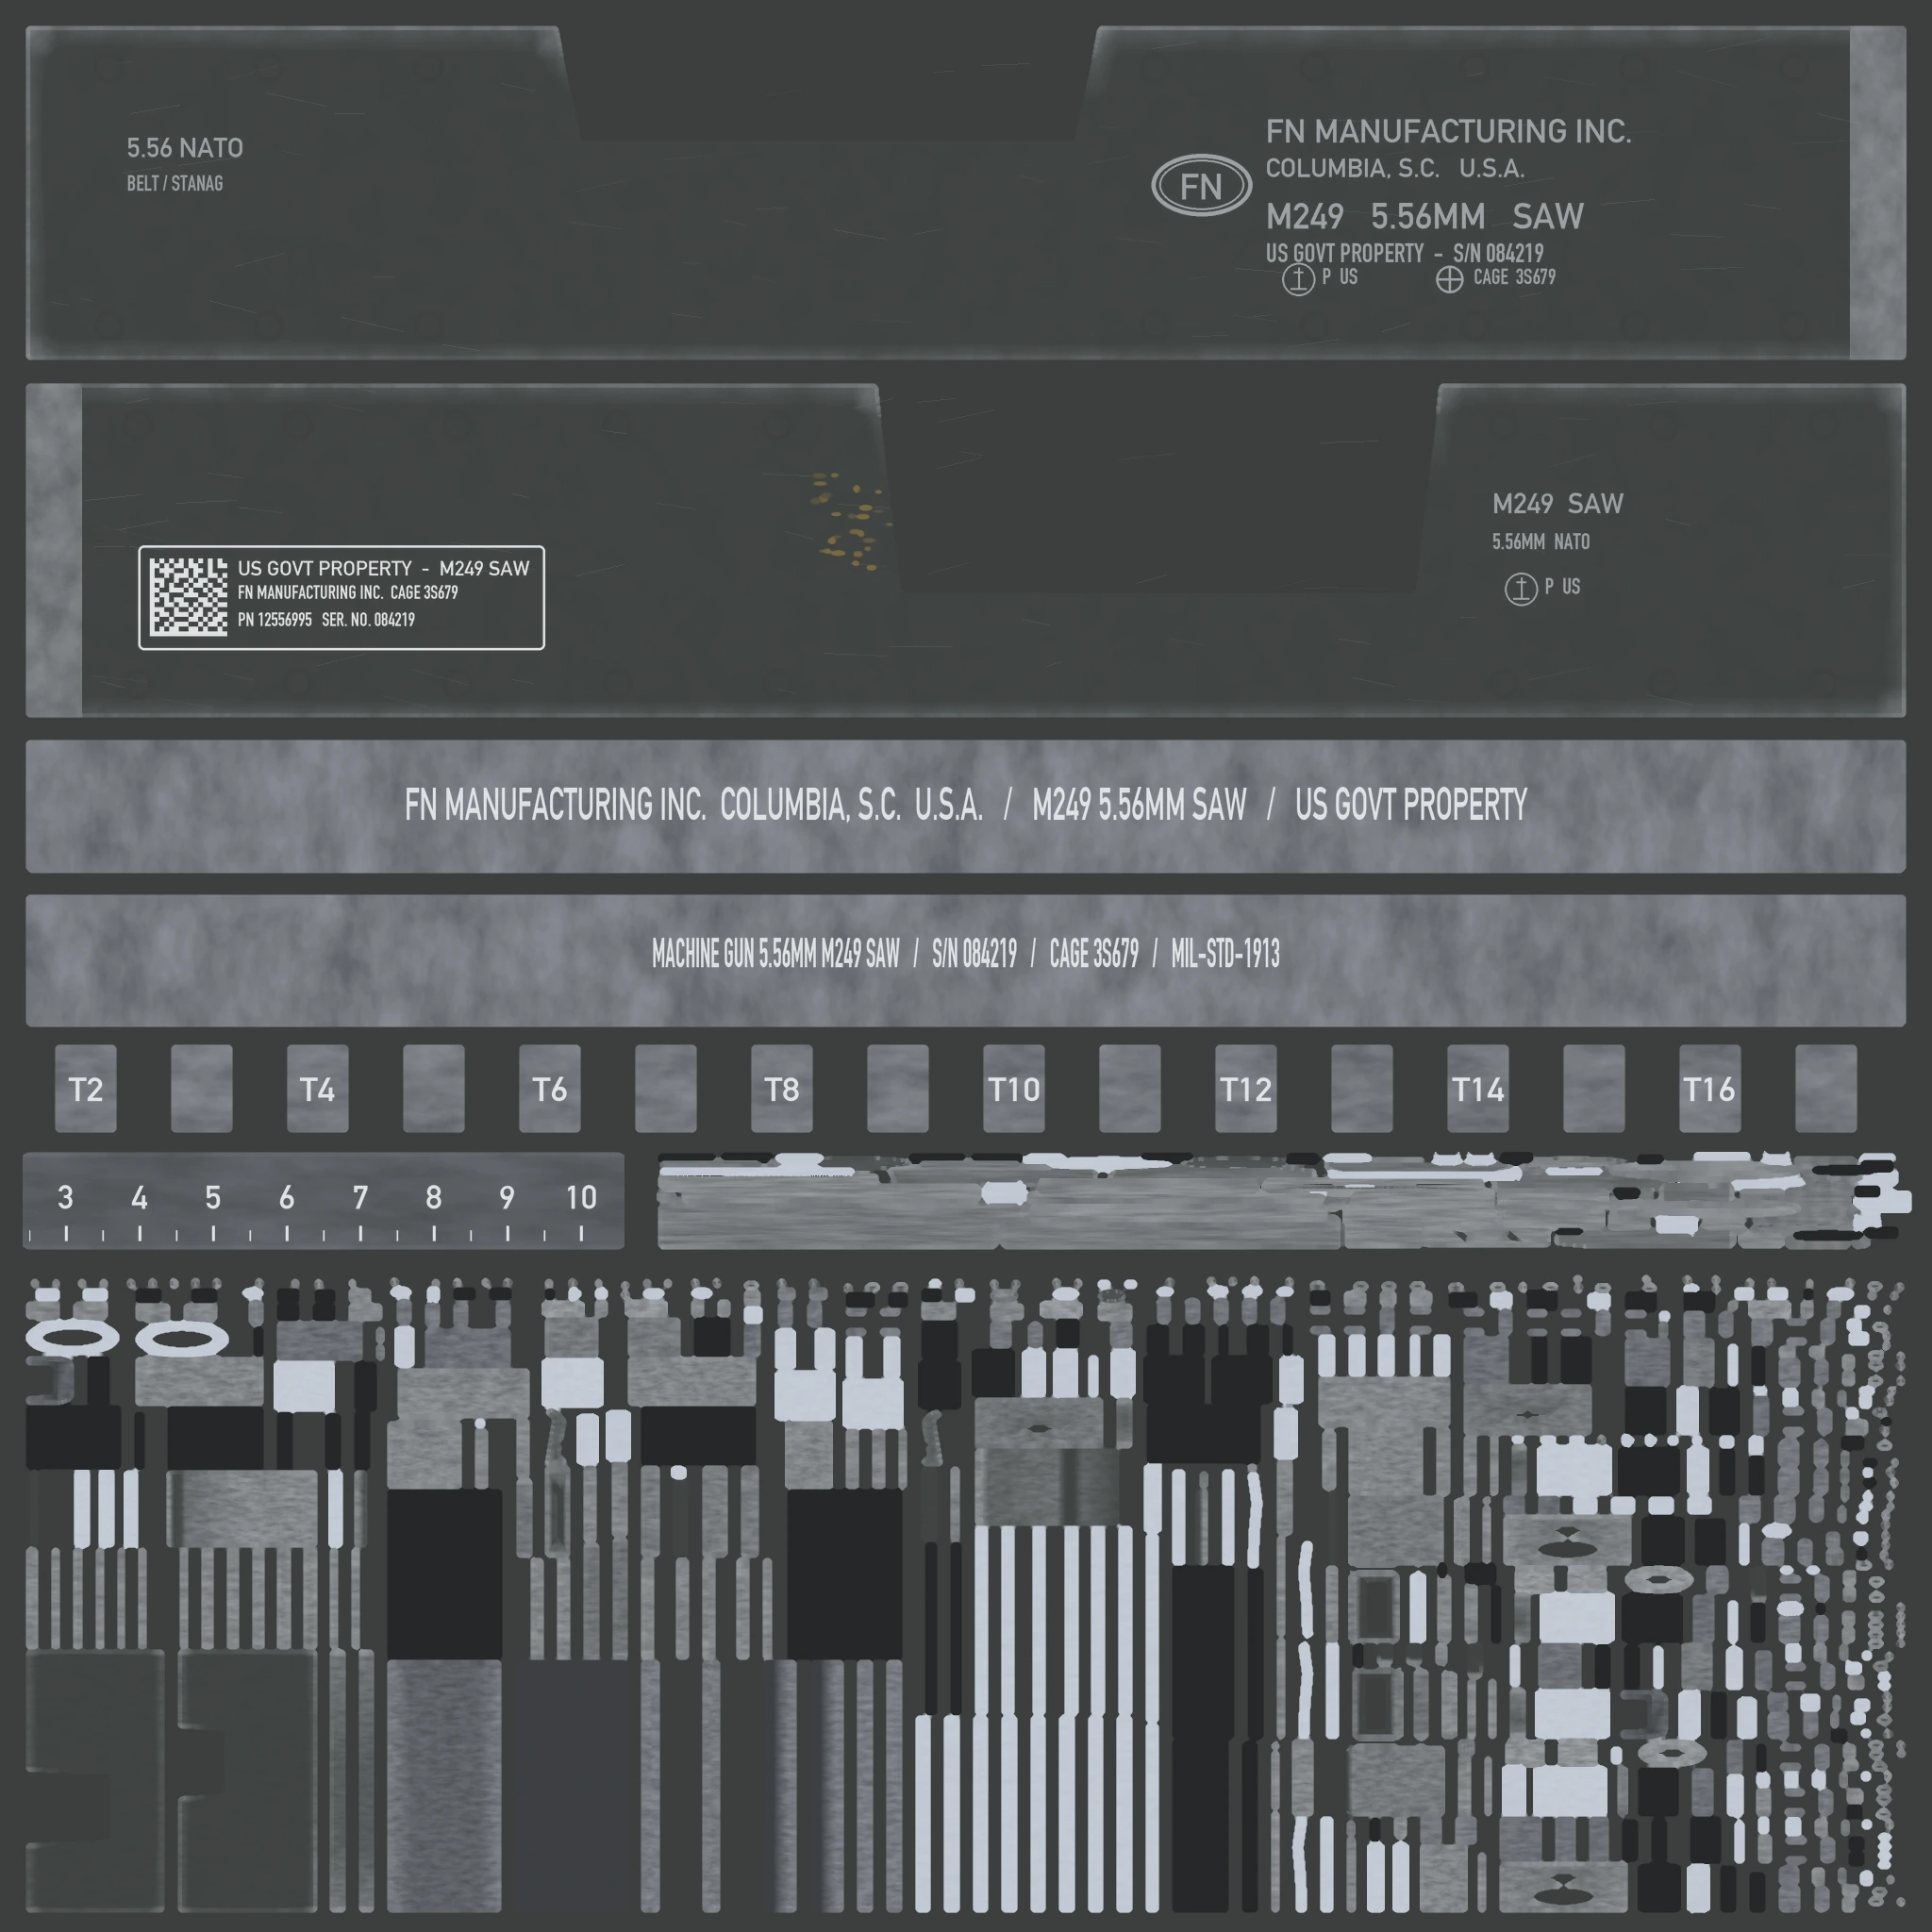 5.56 NATO
BELT / STANAG
FN
FN MANUFACTURING INC.
COLUMBIA, S.C. U.S.A.
M249 5.56MM SAW
US GOVT PROPERTY - S/N 084219
P US
CAGE 3S679
US GOVT PROPERTY - M249 SAW
FN MANUFACTURING INC. CAGE 3S679
PN 12556995 SER. NO. 084219
M249 SAW
5.56MM NATO
P US
FN MANUFACTURING INC. COLUMBIA, S.C. U.S.A. / M249 5.56MM SAW / US GOVT PROPERTY
MACHINE GUN 5.56MM M249 SAW / S/N 084219 / CAGE 3S679 / MIL-STD-1913
T2 T4 T6 T8 T10 T12 T14 T16
3 4 5 6 7 8 9 10